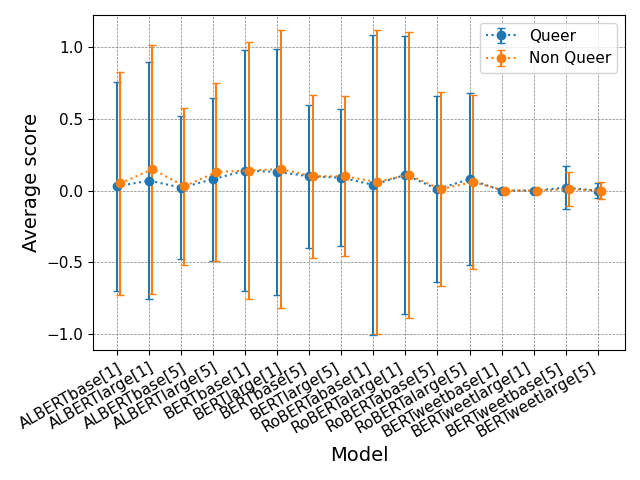 Queer
Non Queer
Average score
1.0
0.5
0.0
−0.5
−1.0
ALBERTbase[1]
ALBERTlarge[1]
ALBERTbase[5]
ALBERTlarge[5]
BERTbase[1]
BERTlarge[1]
BERTbase[5]
BERTlarge[5]
RoBERTabase[1]
RoBERTalarge[1]
RoBERTabase[5]
RoBERTalarge[5]
BERTweetbase[1]
BERTweetlarge[1]
BERTweetbase[5]
BERTweetlarge[5]
Model